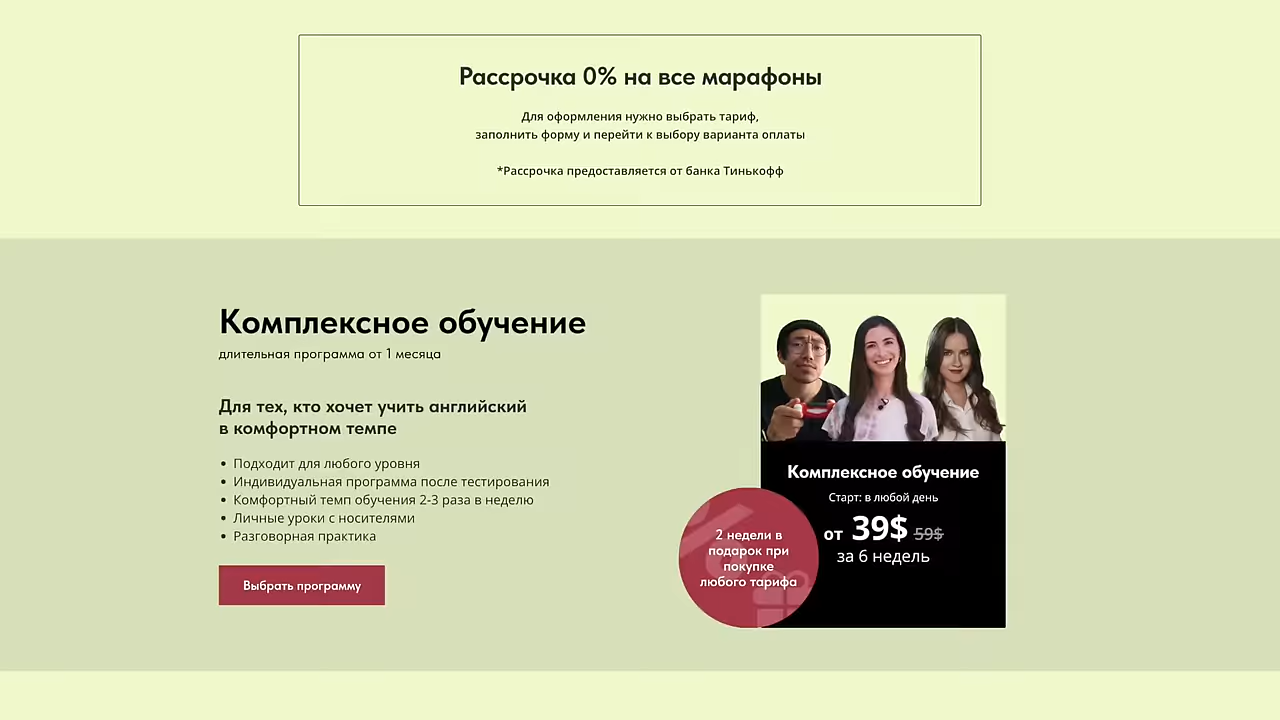 Рассрочка 0% на все марафоны
Для оформления нужно выбрать тариф,
заполнить форму и перейти к выбору варианта оплаты
*Рассрочка предоставляется от банка Тинькофф
Комплексное обучение
длительная программа от 1 месяца
Для тех, кто хочет учить английский
в комфортном темпе
Подходит для любого уровня
Индивидуальная программа после тестирования
Комфортный темп обучения 2-3 раза в неделю
Личные уроки с носителями
Разговорная практика
Выбрать программу
Комплексное обучение
Старт: в любой день
от 39$ 59$
за 6 недель
2 недели в
подарок при
покупке
любого тарифа